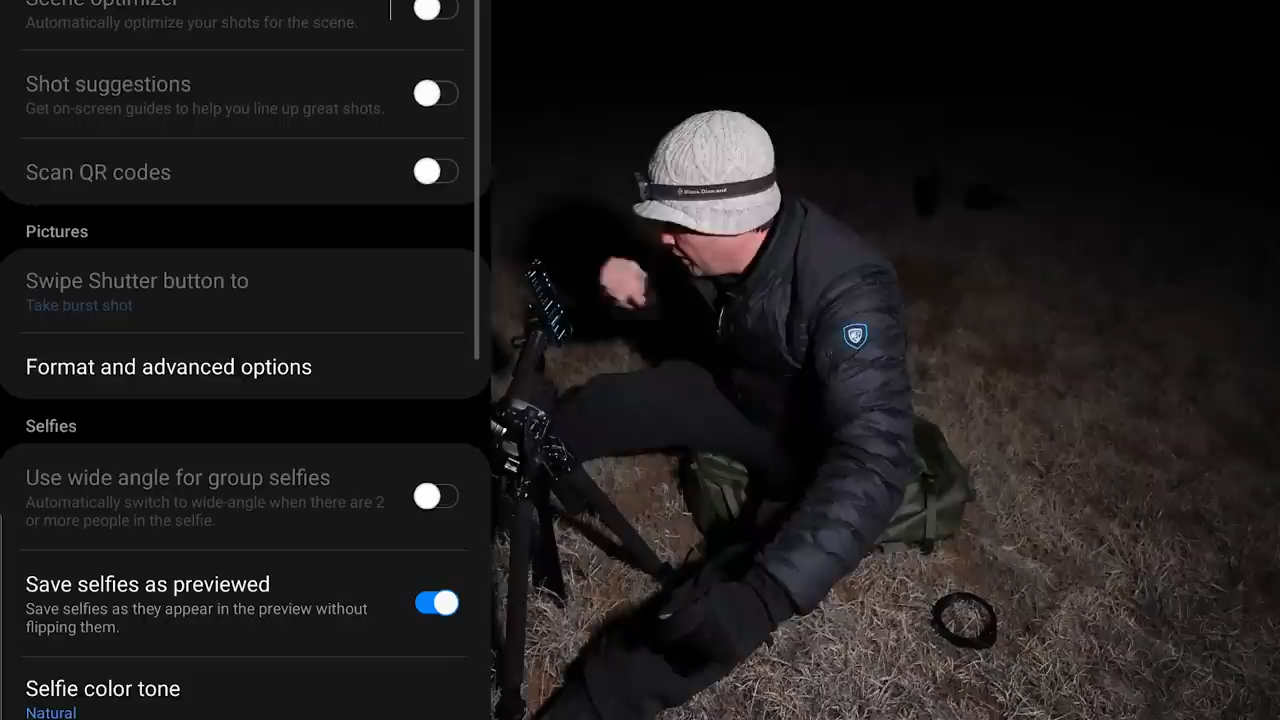 Scene optimizer
Automatically optimize your shots for the scene.
Shot suggestions
Get on-screen guides to help you line up great shots.
Scan QR codes
Pictures
Swipe Shutter button to
Take burst shot
Format and advanced options
Selfies
Use wide angle for group selfies
Automatically switch to wide-angle when there are 2
or more people in the selfie.
Save selfies as previewed
Save selfies as they appear in the preview without
flipping them.
Selfie color tone
Natural
Black Diamond